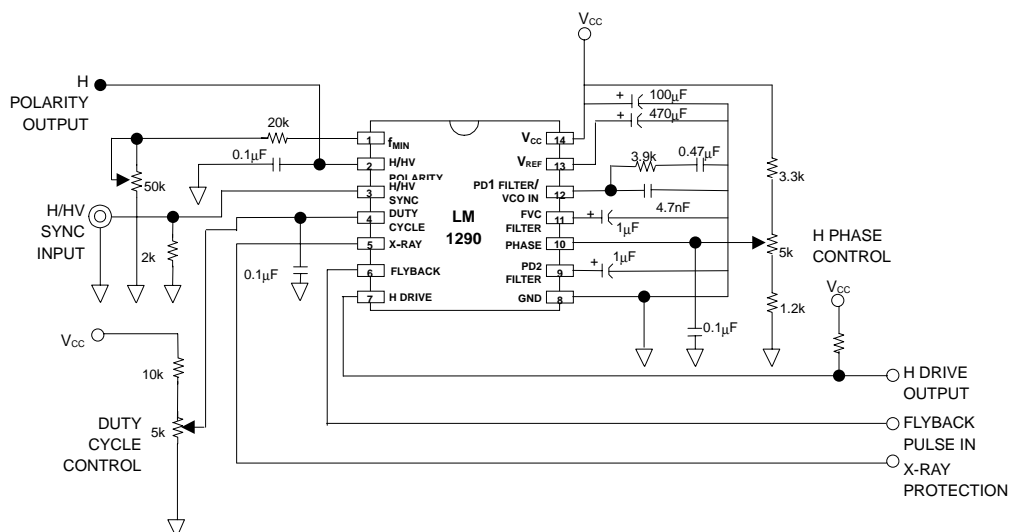 VCC
H
POLARITY
OUTPUT
+
100μF
+
470μF
20k
1
fMIN
LM
1290
VCC
14
0.1μF
2
H/HV
POLARITY
VREF
13
3.9k
0.47μF
50k
3
H/HV
SYNC
PD1 FILTER/
VCO IN
12
3.3k
H/HV
SYNC
INPUT
4
DUTY
CYCLE
FVC
FILTER
11
+
1μF
4.7nF
2k
5
X-RAY
PHASE
10
5k
H PHASE
CONTROL
0.1μF
6
FLYBACK
PD2
FILTER
9
+
1μF
7
H DRIVE
GND
8
1.2k
VCC
0.1μF
VCC
10k
H DRIVE
OUTPUT
DUTY
CYCLE
CONTROL
5k
FLYBACK
PULSE IN
X-RAY
PROTECTION